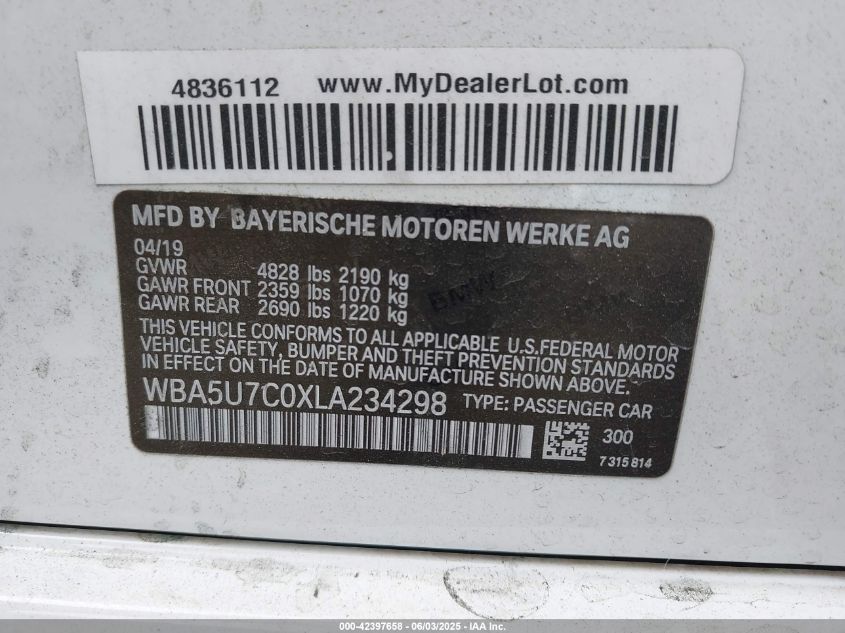 4836112 www.MyDealerLot.com
MFD BY BAYERISCHE MOTOREN WERKE AG
04/19
GVWR 4828 lbs 2190 kg
GAWR FRONT 2359 lbs 1070 kg
GAWR REAR 2690 lbs 1220 kg
THIS VEHICLE CONFORMS TO ALL APPLICABLE U.S.FEDERAL MOTOR
VEHICLE SAFETY, BUMPER AND THEFT PREVENTION STANDARDS
IN EFFECT ON THE DATE OF MANUFACTURE SHOWN ABOVE.
WBA5U7C0XLA234298 TYPE: PASSENGER CAR
300
7 315 814
000-42397658 - 06/03/2025 - IAA Inc.